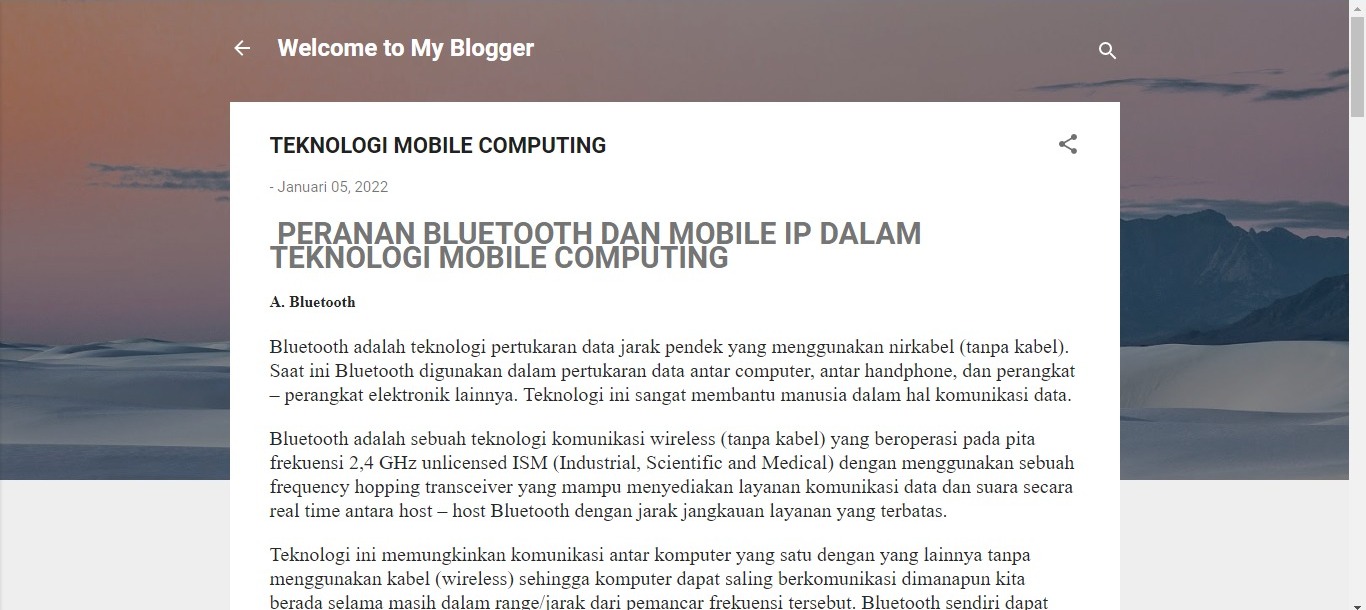 Welcome to My Blogger
TEKNOLOGI MOBILE COMPUTING
- Januari 05, 2022
PERANAN BLUETOOTH DAN MOBILE IP DALAM
TEKNOLOGI MOBILE COMPUTING
A. Bluetooth
Bluetooth adalah teknologi pertukaran data jarak pendek yang menggunakan nirkabel (tanpa kabel).
Saat ini Bluetooth digunakan dalam pertukaran data antar computer, antar handphone, dan perangkat
– perangkat elektronik lainnya. Teknologi ini sangat membantu manusia dalam hal komunikasi data.
Bluetooth adalah sebuah teknologi komunikasi wireless (tanpa kabel) yang beroperasi pada pita
frekuensi 2,4 GHz unlicensed ISM (Industrial, Scientific and Medical) dengan menggunakan sebuah
frequency hopping transceiver yang mampu menyediakan layanan komunikasi data dan suara secara
real time antara host – host Bluetooth dengan jarak jangkauan layanan yang terbatas.
Teknologi ini memungkinkan komunikasi antar komputer yang satu dengan yang lainnya tanpa
menggunakan kabel (wireless) sehingga komputer dapat saling berkomunikasi dimanapun kita
berada selama masih dalam range/jarak dari pemancar frekuensi tersebut. Bluetooth sendiri dapat